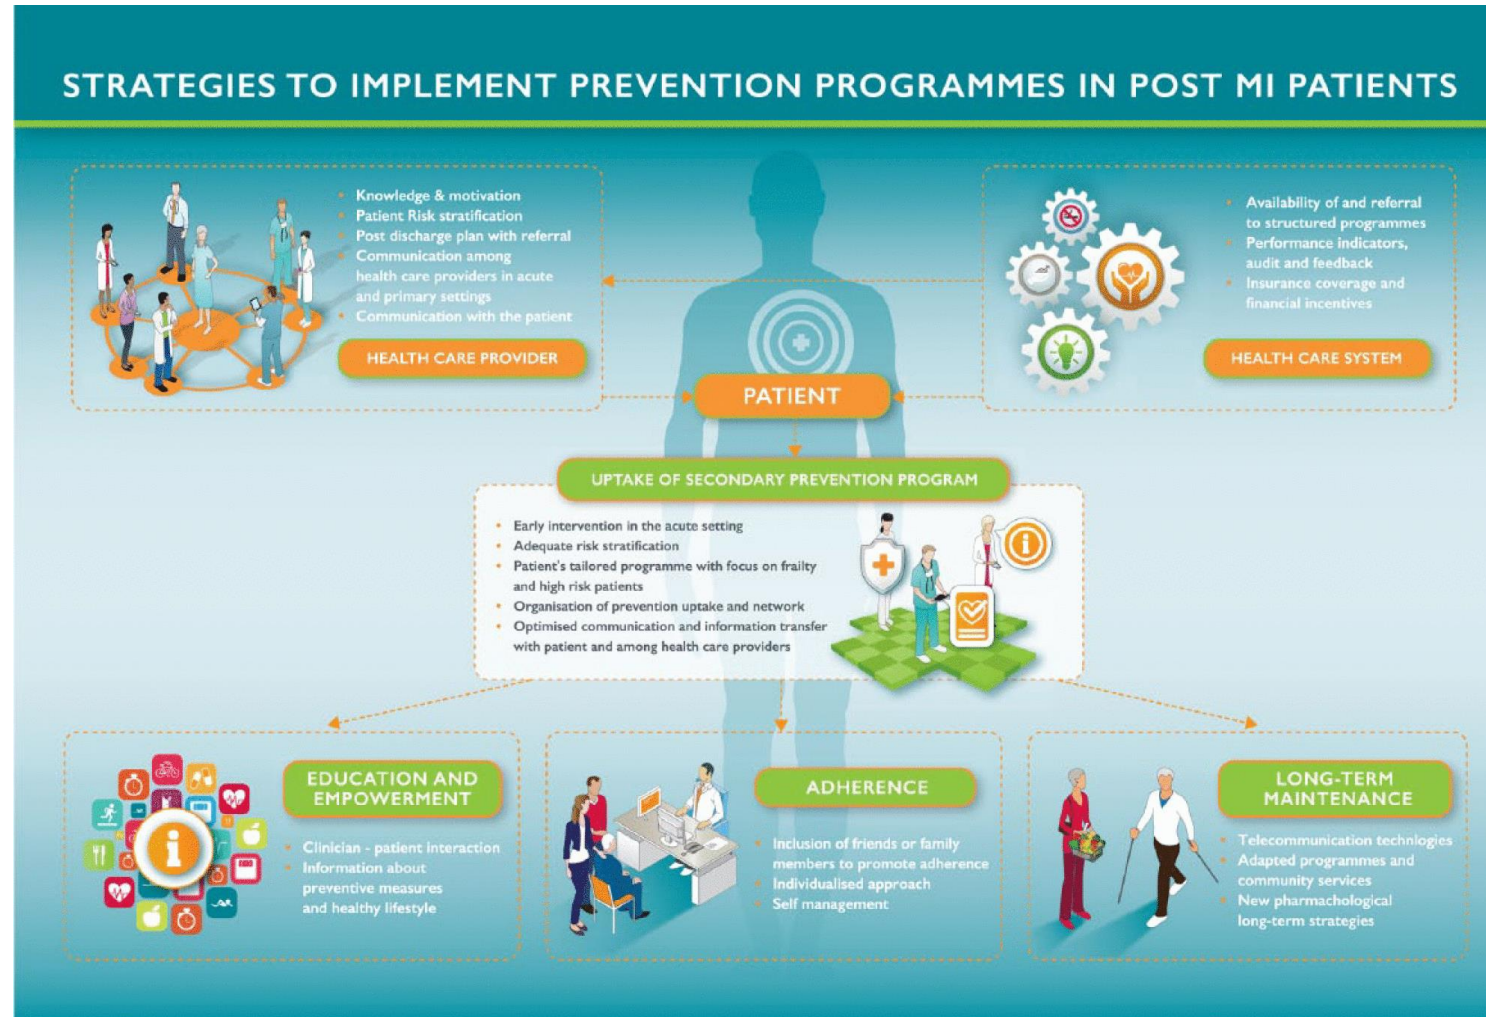 STRATEGIES TO IMPLEMENT PREVENTION PROGRAMMES IN POST MI PATIENTS
Knowledge & motivation
Patient Risk stratification
Post discharge plan with referral
Communication among
health care providers in acute
and primary settings
Communication with the patient
HEALTH CARE PROVIDER
Availability of and referral
to structured programmes
Performance indicators,
audit and feedback
Insurance coverage and
financial incentives
HEALTH CARE SYSTEM
PATIENT
UPTAKE OF SECONDARY PREVENTION PROGRAM
Early intervention in the acute setting
Adequate risk stratification
Patient's tailored programme with focus on frailty
and high risk patients
Organisation of prevention uptake and network
Optimised communication and information transfer
with patient and among health care providers
EDUCATION AND
EMPOWERMENT
Clinician - patient interaction
Information about
preventive measures
and healthy lifestyle
ADHERENCE
Inclusion of friends or family
members to promote adherence
Individualised approach
Self management
LONG-TERM
MAINTENANCE
Telecommunication technlogies
Adapted programmes and
community services
New pharmachological
long-term strategies